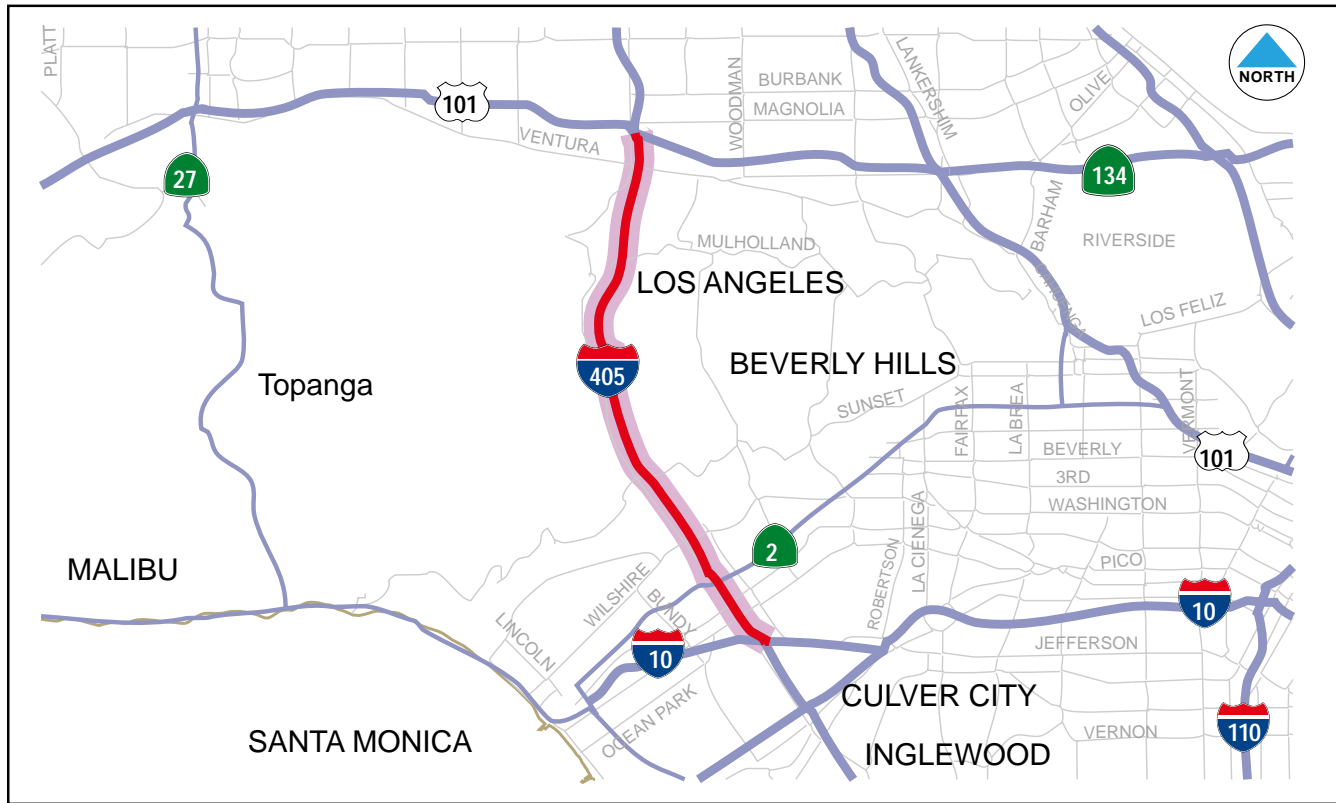 PLATT
101
VENTURA
WOODMAN
BURBANK
MAGNOLIA
LANKERSHIM
OLIVE
NORTH
27
134
BARHAM
RIVERSIDE
MULHOLLAND
LOS ANGELES
CAHUENGA
LOS FELIZ
405
BEVERLY HILLS
Topanga
SUNSET
FAIRFAX
LA BREA
VERMONT
BEVERLY
101
3RD
WASHINGTON
2
LA CIENEGA
PICO
MALIBU
WILSHIRE
BUNDY
ROBERTSON
10
LINCOLN
10
JEFFERSON
OCEAN PARK
CULVER CITY
SANTA MONICA
INGLEWOOD
VERNON
110